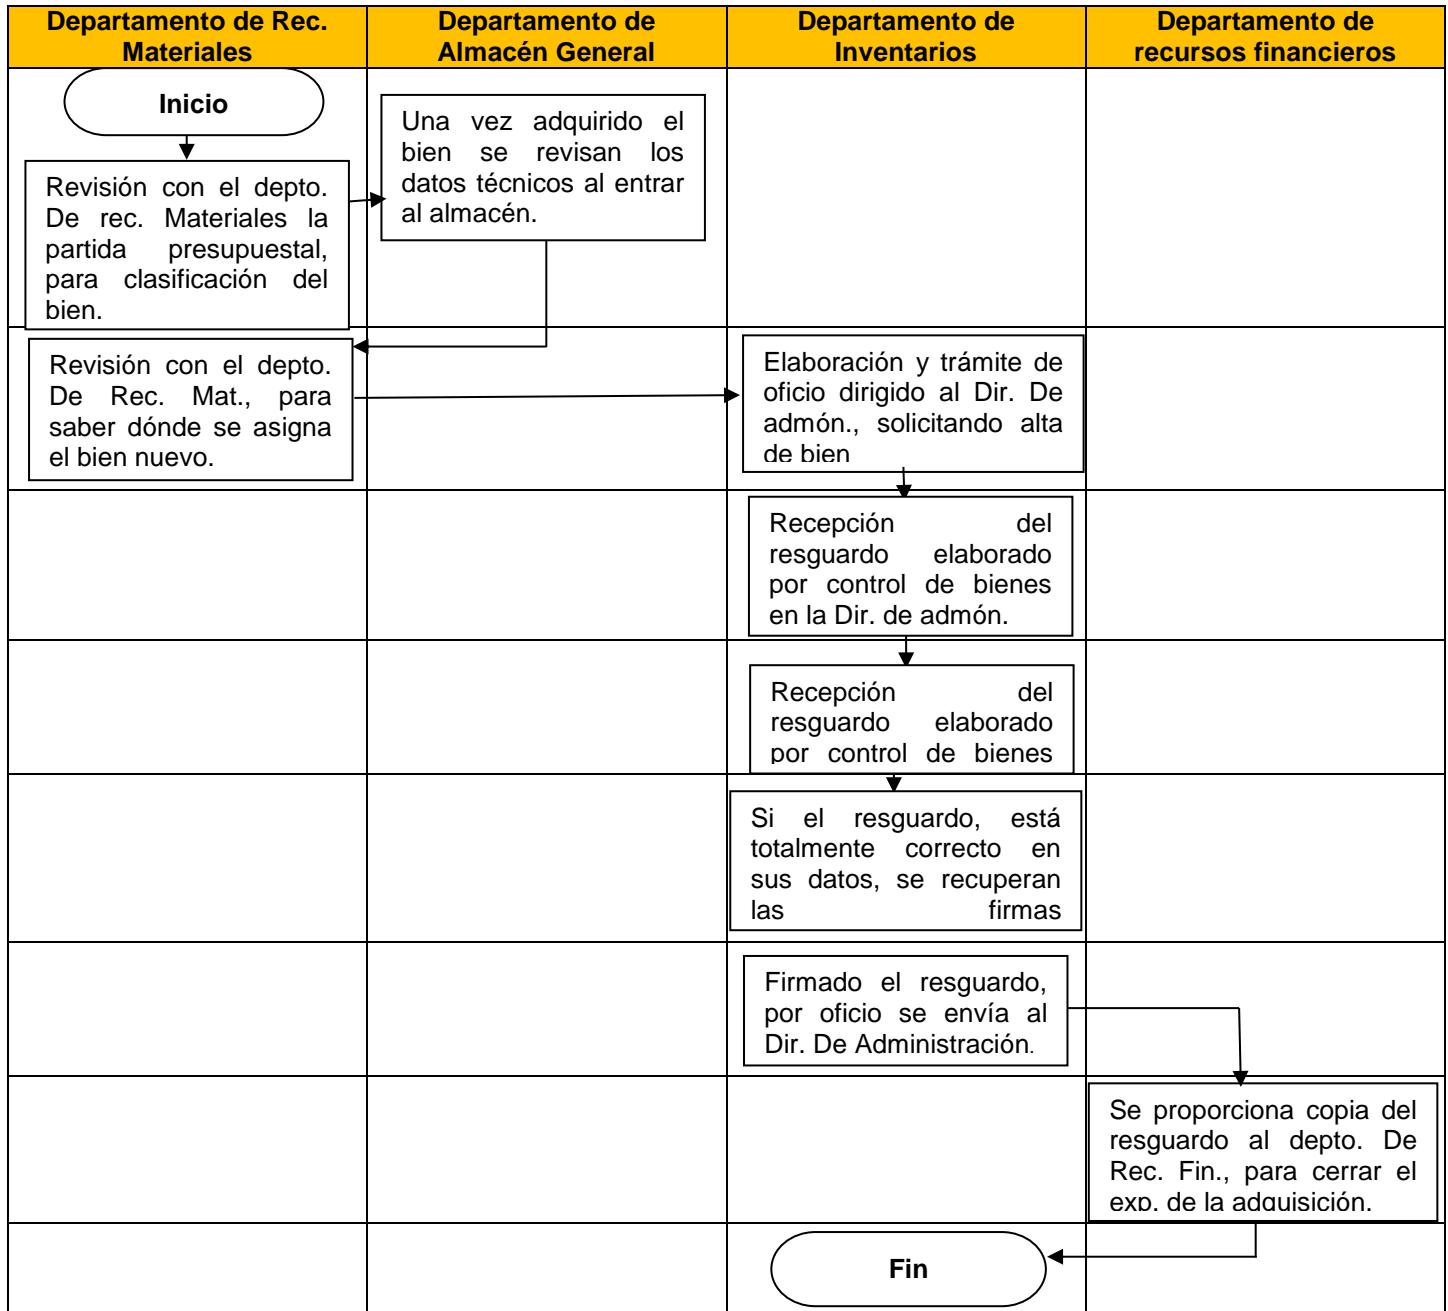 Departamento de Rec.
Materiales
Departamento de
Almacén General
Departamento de
Inventarios
Departamento de
recursos financieros
Inicio
Una vez adquirido el
bien se revisan los
datos técnicos al entrar
al almacén.
Revisión con el depto.
De rec. Materiales la
partida presupuestal,
para clasificación del
bien.
Revisión con el depto.
De Rec. Mat., para
saber dónde se asigna
el bien nuevo.
Elaboración y trámite de
oficio dirigido al Dir. De
admón., solicitando alta
de bien
Recepción del
resguardo elaborado
por control de bienes
en la Dir. de admón.
Recepción del
resguardo elaborado
por control de bienes
Si el resguardo, está
totalmente correcto en
sus datos, se recuperan
las firmas
Firmado el resguardo,
por oficio se envía al
Dir. De Administración.
Se proporciona copia del
resguardo al depto. De
Rec. Fin., para cerrar el
exp. de la adquisición.
Fin